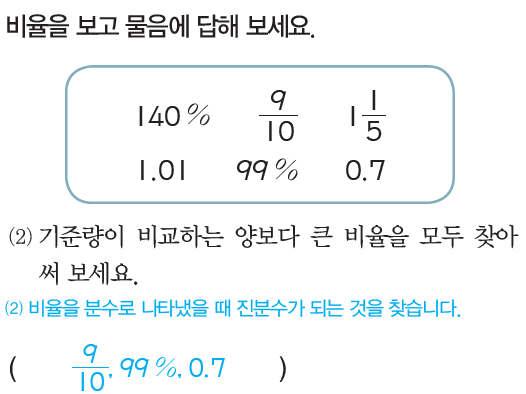 비율을 보고 물음에 답해 보세요.
140 % 9/10 1 1/5
1.01 99 % 0.7
(2) 기준량이 비교하는 양보다 큰 비율을 모두 찾아
써 보세요.
(2) 비율을 분수로 나타냈을 때 진분수가 되는 것을 찾습니다.
( 9/10, 99 %, 0.7 )